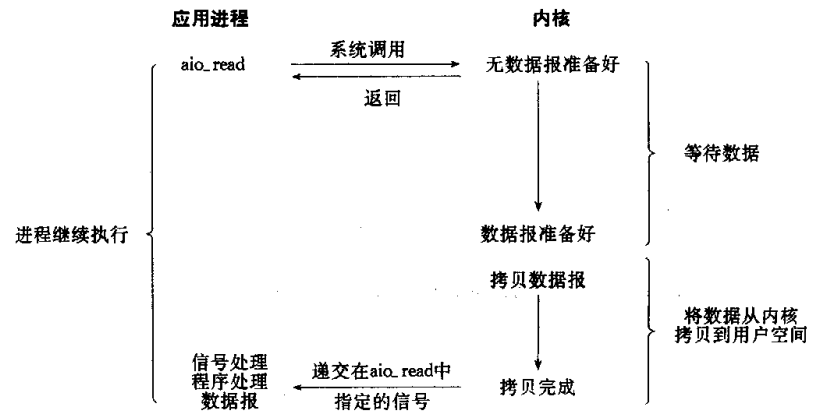 应用进程
内核
系统调用
aio_read
无数据报准备好
返回
等待数据
进程继续执行
数据报准备好
拷贝数据报
将数据从内核
拷贝到用户空间
信号处理
程序处理
数据报
递交在aio_read中
指定的信号
拷贝完成